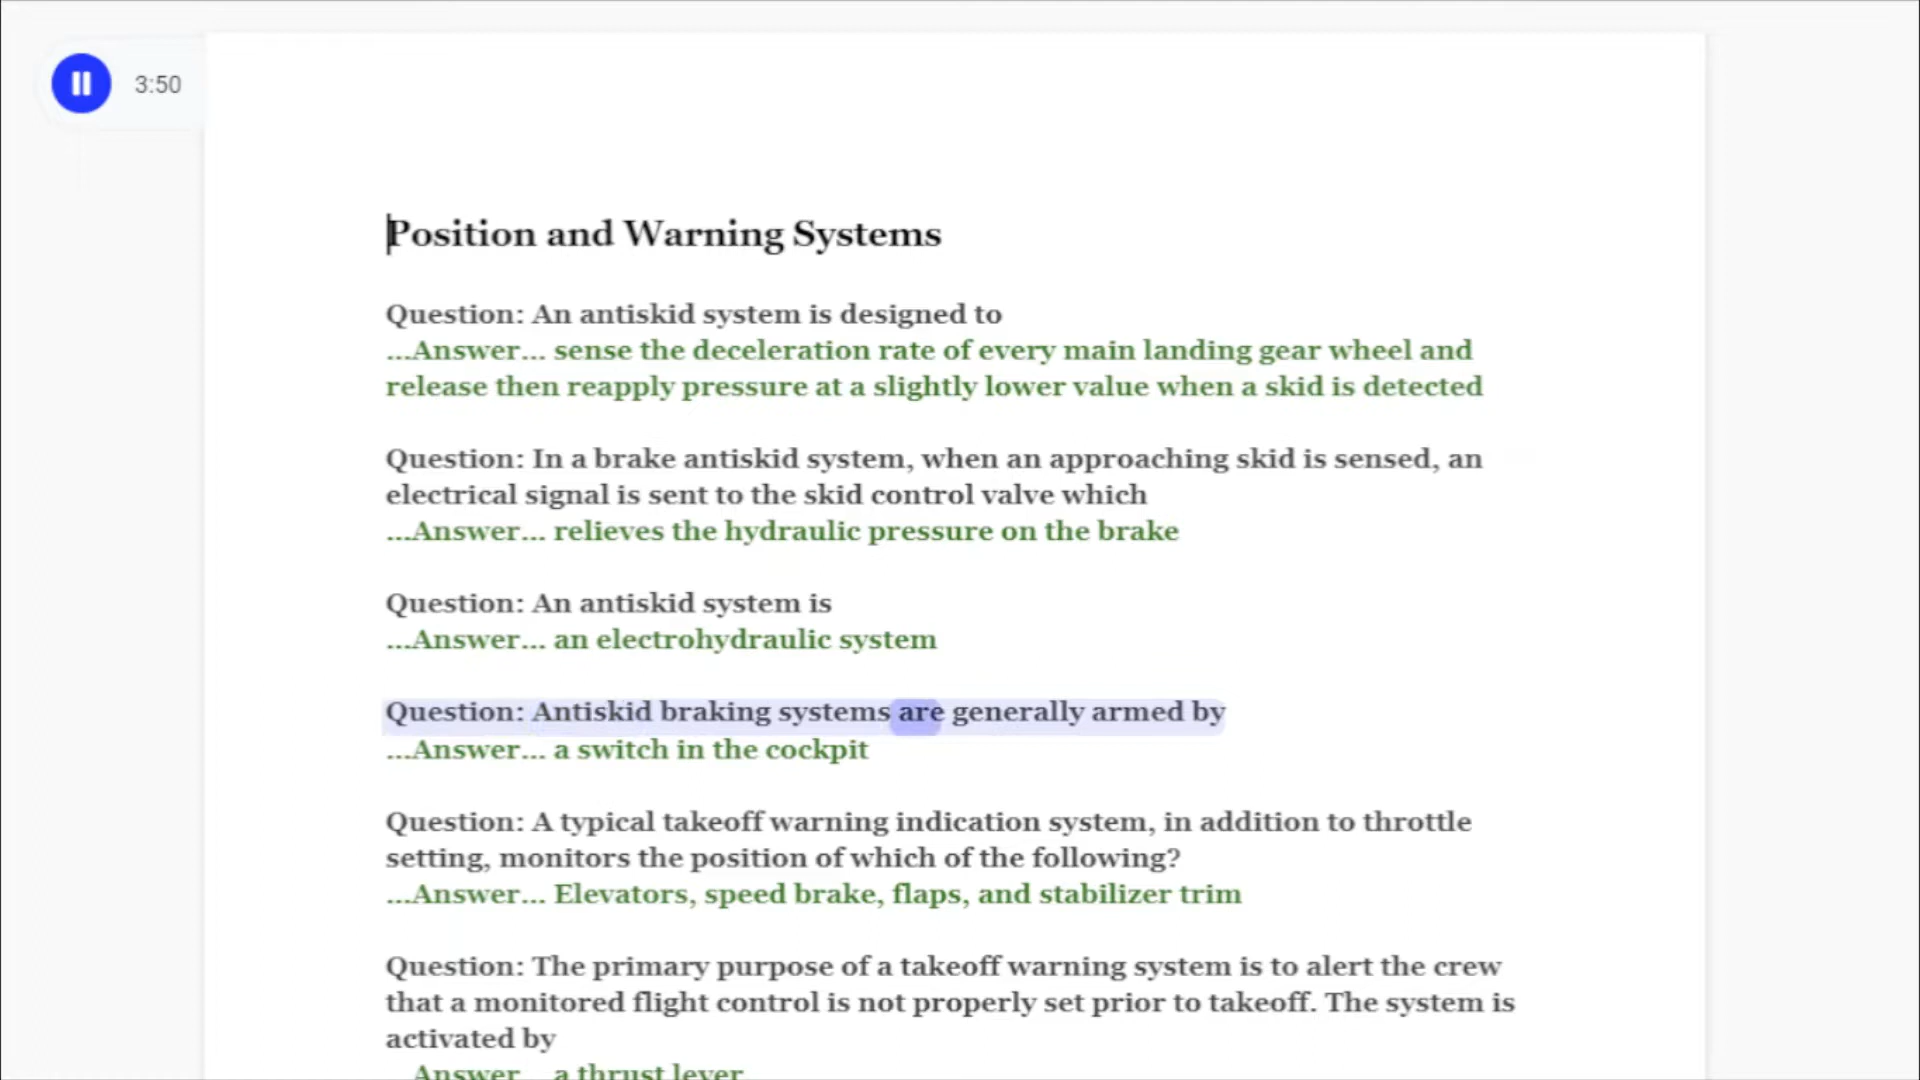 3:50
Position and Warning Systems
Question: An antiskid system is designed to
...Answer... sense the deceleration rate of every main landing gear wheel and
release then reapply pressure at a slightly lower value when a skid is detected
Question: In a brake antiskid system, when an approaching skid is sensed, an
electrical signal is sent to the skid control valve which
...Answer... relieves the hydraulic pressure on the brake
Question: An antiskid system is
...Answer... an electrohydraulic system
Question: Antiskid braking systems are generally armed by
...Answer... a switch in the cockpit
Question: A typical takeoff warning indication system, in addition to throttle
setting, monitors the position of which of the following?
...Answer... Elevators, speed brake, flaps, and stabilizer trim
Question: The primary purpose of a takeoff warning system is to alert the crew
that a monitored flight control is not properly set prior to takeoff. The system is
activated by
...Answer... a thrust lever